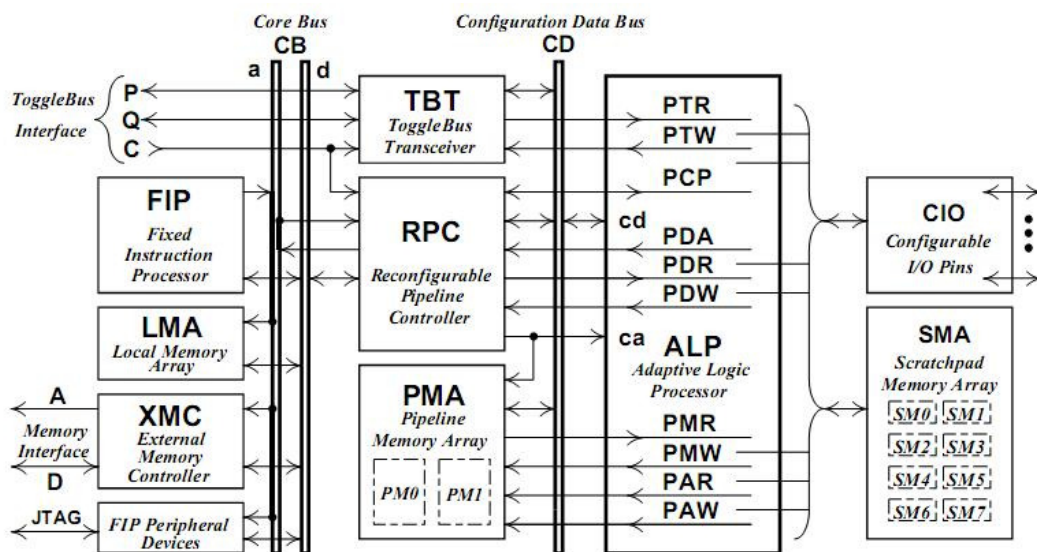 Core Bus
CB
a
d
Configuration Data Bus
CD
ToggleBus
Interface
P
Q
C
TBT
ToggleBus
Transceiver
FIP
Fixed
Instruction
Processor
LMA
Local Memory
Array
A
Memory
Interface
D
XMC
External
Memory
Controller
JTAG
FIP Peripheral
Devices
RPC
Reconfigurable
Pipeline
Controller
PMA
Pipeline
Memory Array
PM0
PM1
PTR
PTW
PCP
cd
PDA
PDR
PDW
ca
ALP
Adaptive Logic
Processor
PMR
PMW
PAR
PAW
CIO
Configurable
I/O Pins
SMA
Scratchpad
Memory Array
SM0 SM1
SM2 SM3
SM4 SM5
SM6 SM7